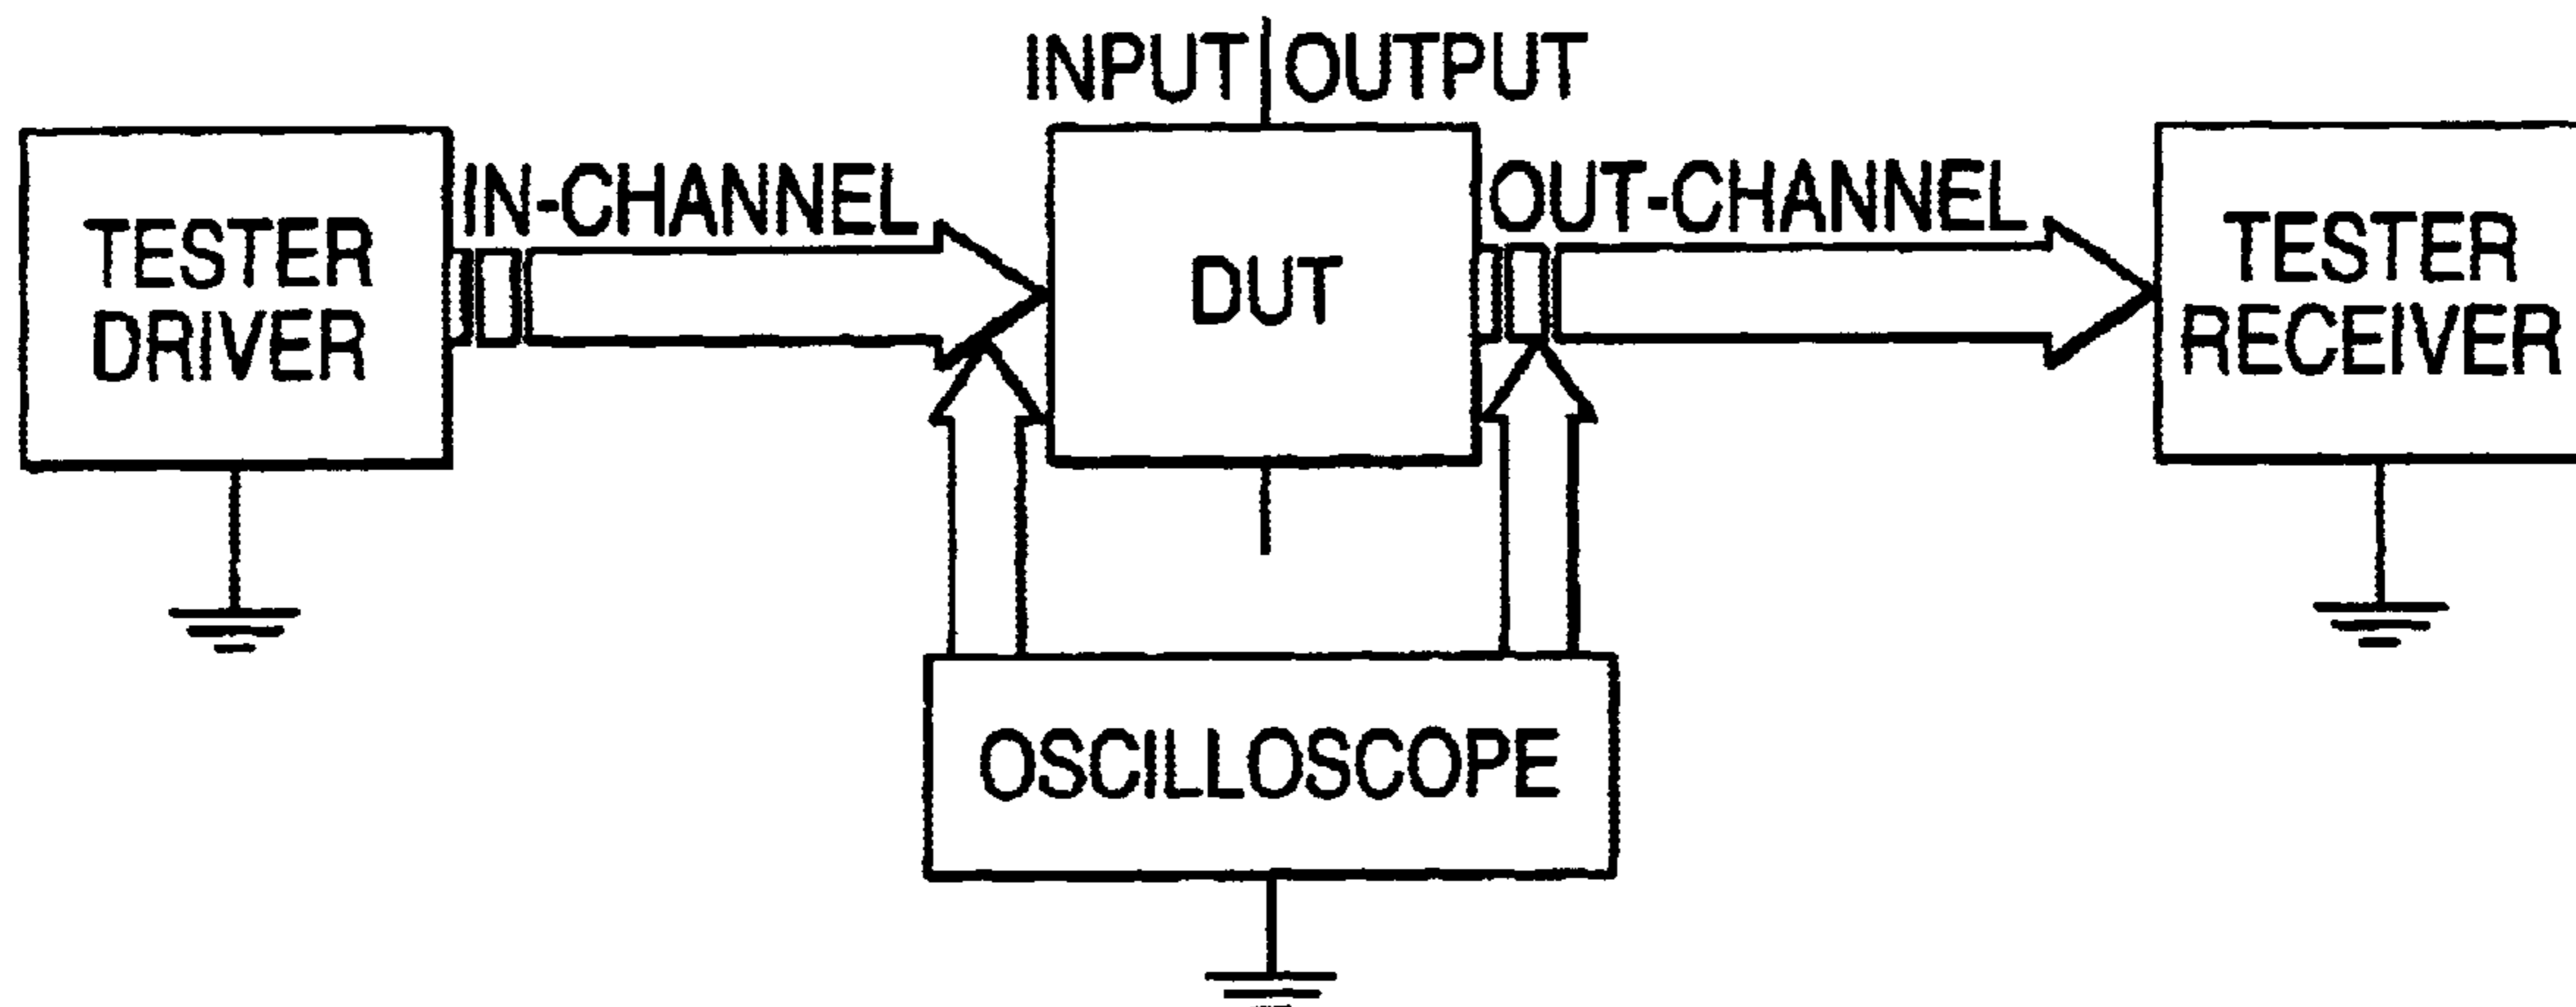 INPUT OUTPUT
TESTER
DRIVER
IN-CHANNEL
DUT
OUT-CHANNEL
TESTER
RECEIVER
OSCILLOSCOPE